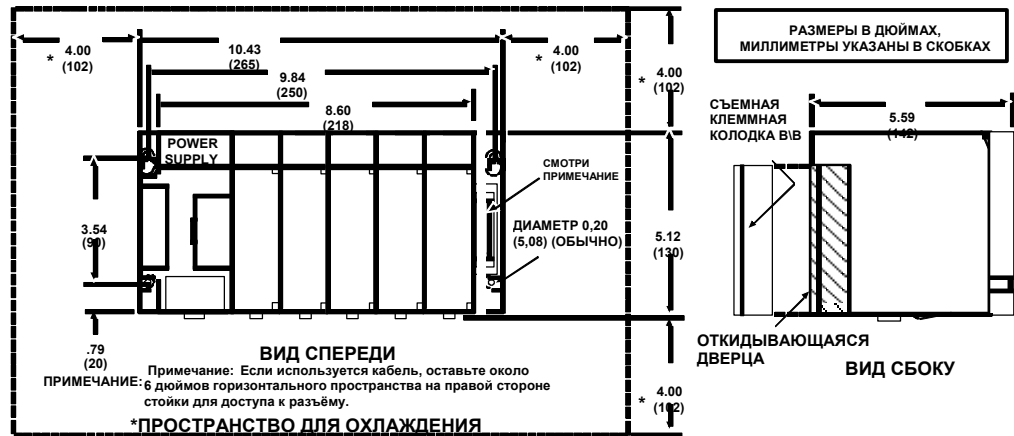 4.00
* (102)
10.43
(265)
4.00
* (102)
9.84
(250)
8.60
(218)
* 4.00
(102)
РАЗМЕРЫ В ДЮЙМАХ,
МИЛЛИМЕТРЫ УКАЗАНЫ В СКОБКАХ
СЪЕМНАЯ
КЛЕММНАЯ
КОЛОДКА В\В
5.59
(142)
POWER
SUPPLY
СМОТРИ
ПРИМЕЧАНИЕ
3.54
(90)
ДИАМЕТР 0,20
(5,08) (ОБЫЧНО)
5.12
(130)
.79
(20)
ВИД СПЕРЕДИ
ОТКИДЫВАЮЩАЯСЯ
ДВЕРЦА
ВИД СБОКУ
ПРИМЕЧАНИЕ: Примечание: Если используется кабель, оставьте около
6 дюймов горизонтального пространства на правой стороне
стойки для доступа к разъёму.
* 4.00
(102)
*ПРОСТРАНСТВО ДЛЯ ОХЛАЖДЕНИЯ